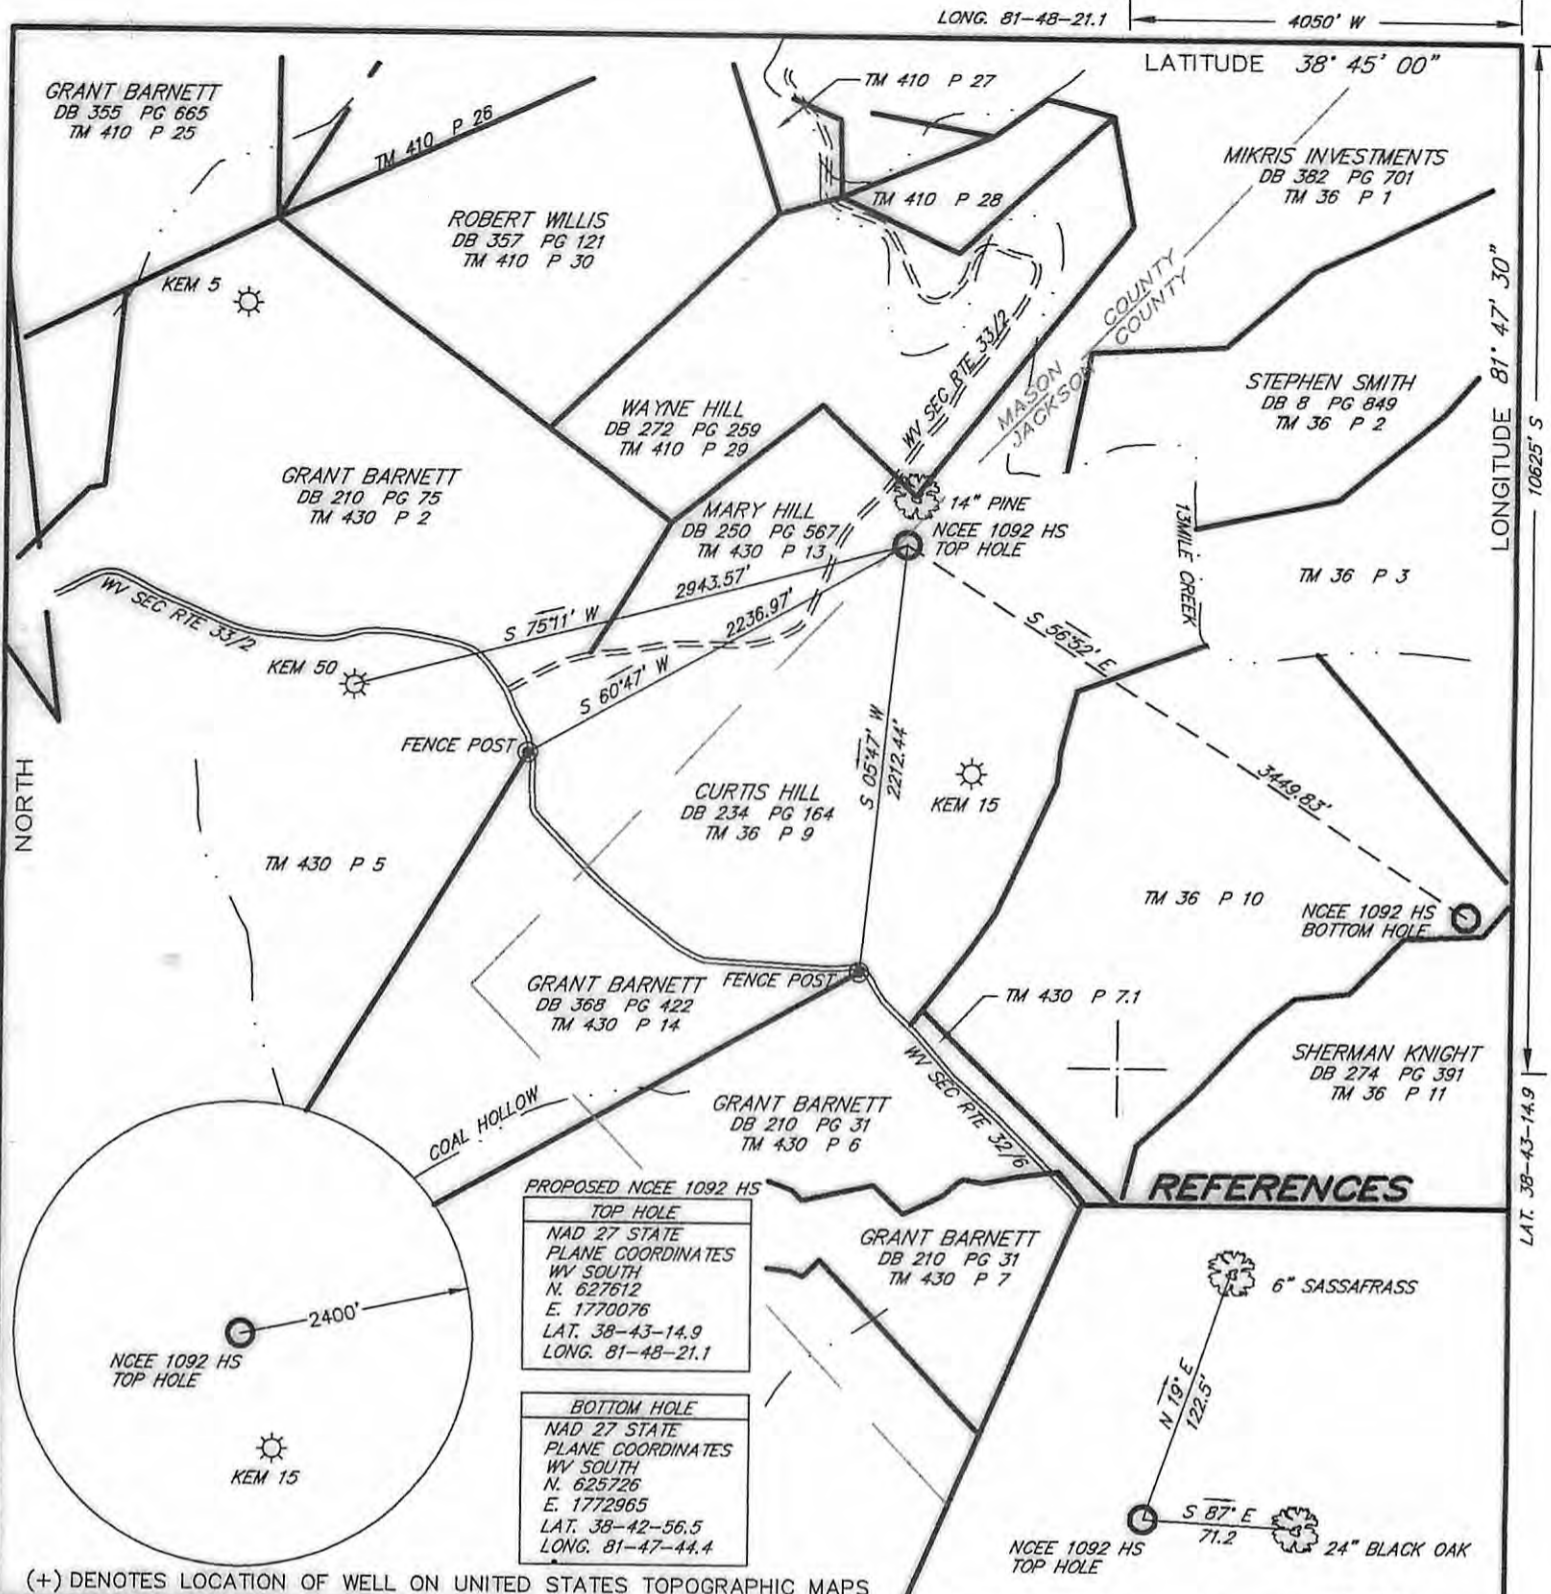 LONG. 81-48-21.1
4050' W
LATITUDE 38° 45' 00"
GRANT BARNETT
DB 355 PG 665
TM 410 P 25
TM 410 P 26
TM 410 P 27
MIKRIS INVESTMENTS
DB 382 PG 701
TM 36 P 1
ROBERT WILLIS
DB 357 PG 121
TM 410 P 30
TM 410 P 28
KEM 5
COUNTY
COUNTY
MASON
JACKSON
WV SEC RTE 33/2
LONGITUDE 81° 47' 30"
10625' S
STEPHEN SMITH
DB 8 PG 849
TM 36 P 2
WAYNE HILL
DB 272 PG 259
TM 410 P 29
GRANT BARNETT
DB 210 PG 75
TM 430 P 2
MARY HILL
DB 250 PG 567
TM 430 P 13
14" PINE
NCEE 1092 HS
TOP HOLE
13MILE CREEK
TM 36 P 3
WV SEC RTE 33/2
S 75°11' W
2943.57'
2236.97'
S 60°47' W
S 56°52' E
3449.83'
KEM 50
FENCE POST
S 05°47' W
2212.44'
KEM 15
NORTH
CURTIS HILL
DB 234 PG 164
TM 36 P 9
TM 430 P 5
TM 36 P 10
NCEE 1092 HS
BOTTOM HOLE
GRANT BARNETT
DB 368 PG 422
TM 430 P 14
FENCE POST
TM 430 P 7.1
WV SEC RTE 32/6
SHERMAN KNIGHT
DB 274 PG 391
TM 36 P 11
LAT. 38-43-14.9
COAL HOLLOW
GRANT BARNETT
DB 210 PG 31
TM 430 P 6
PROPOSED NCEE 1092 HS
TOP HOLE
NAD 27 STATE
PLANE COORDINATES
WV SOUTH
N. 627612
E. 1770076
LAT. 38-43-14.9
LONG. 81-48-21.1
GRANT BARNETT
DB 210 PG 31
TM 430 P 7
REFERENCES
6" SASSAFRASS
N 19° E
122.5'
2400'
NCEE 1092 HS
TOP HOLE
KEM 15
BOTTOM HOLE
NAD 27 STATE
PLANE COORDINATES
WV SOUTH
N. 625726
E. 1772965
LAT. 38-42-56.5
LONG. 81-47-44.4
S 87° E
71.2
NCEE 1092 HS
TOP HOLE
24" BLACK OAK
(+) DENOTES LOCATION OF WELL ON UNITED STATES TOPOGRAPHIC MAPS